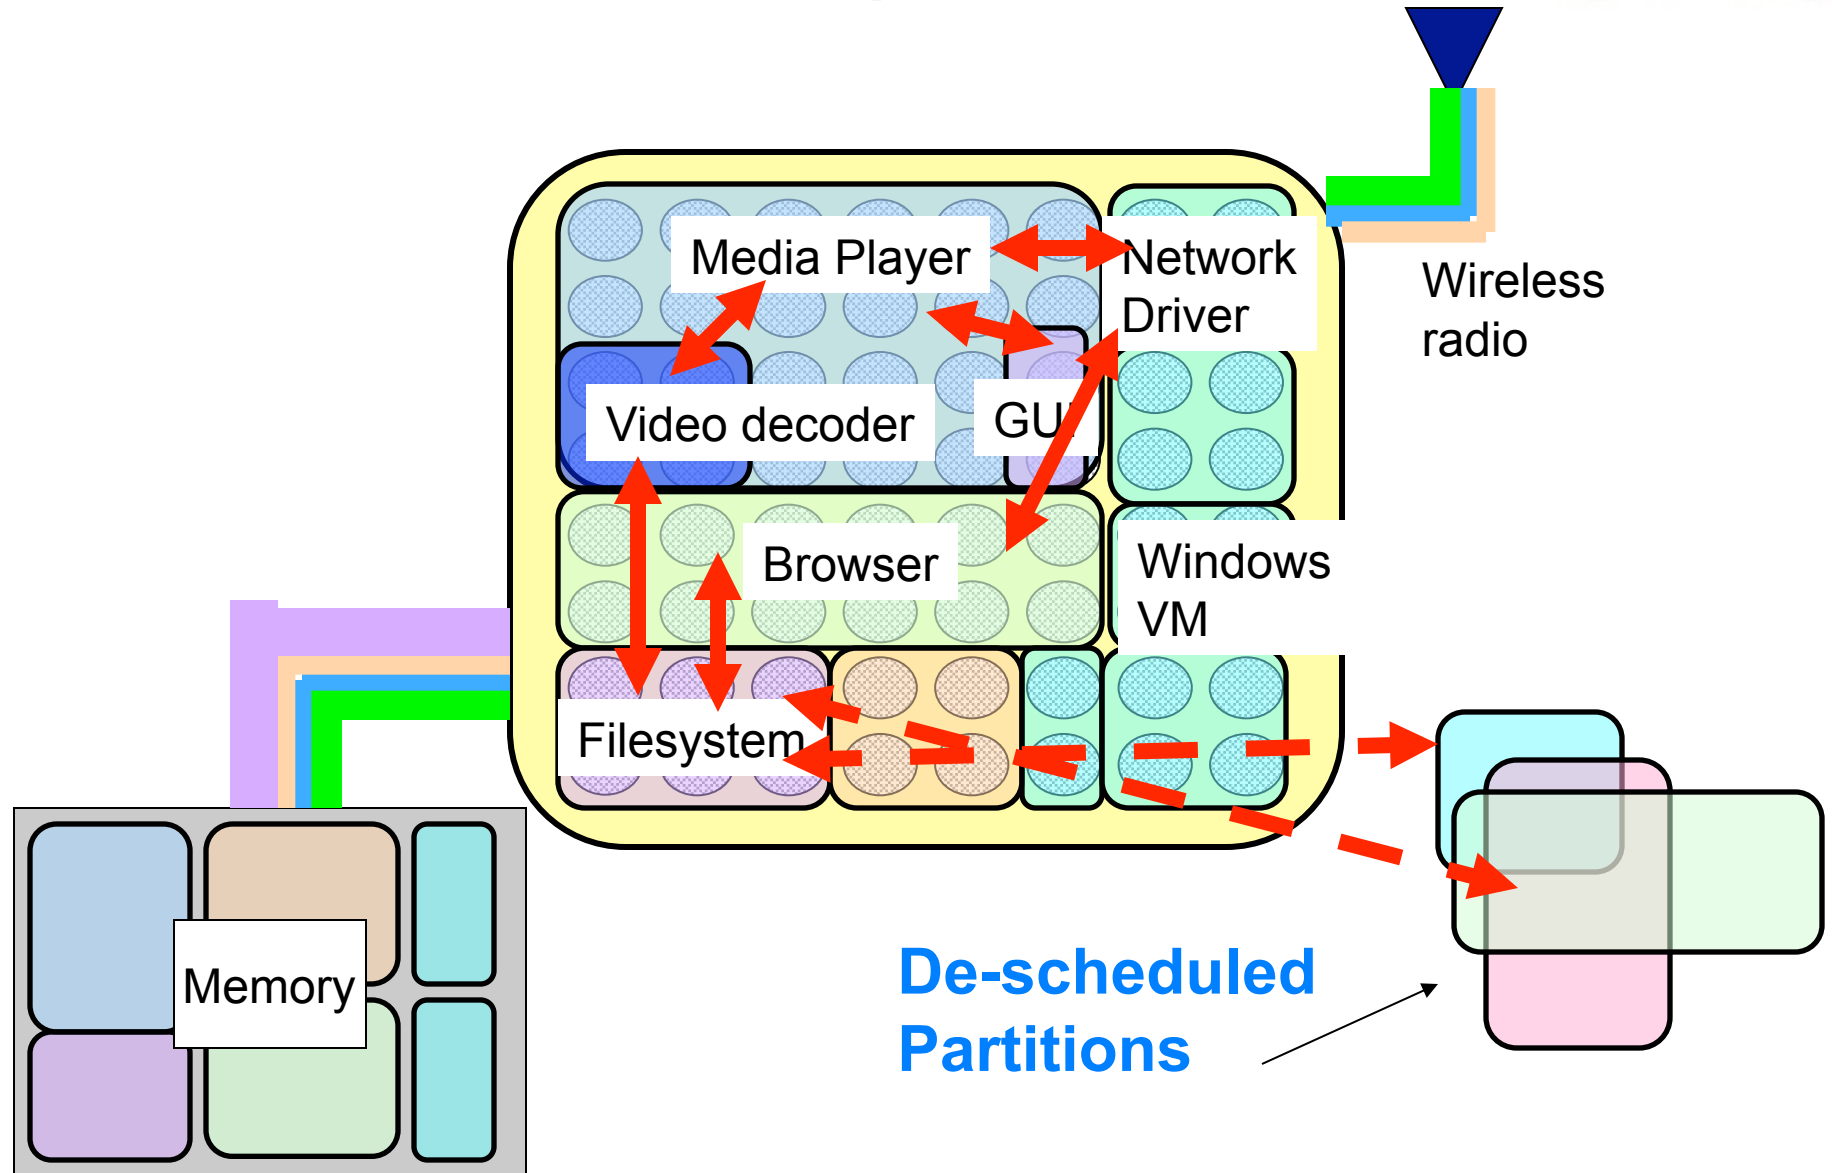 Media Player
Network
Driver
Wireless
radio
Video decoder
GUI
Browser
Windows
VM
Filesystem
Memory
De-scheduled
Partitions